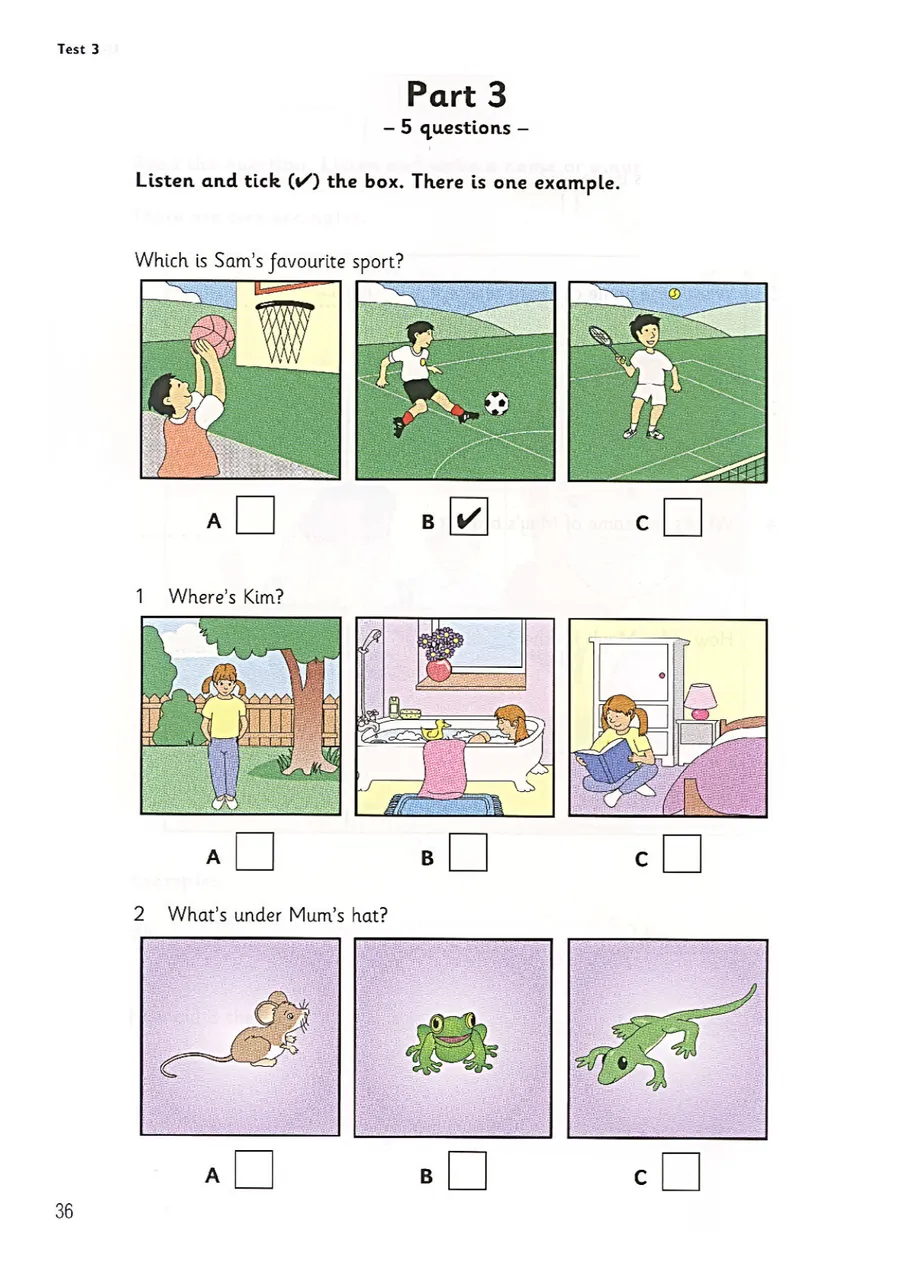 Test 3
Part 3
– 5 questions –
Listen and tick (✔) the box. There is one example.
Which is Sam's favourite sport?
A B ✔ C
1 Where's Kim?
A B C
2 What's under Mum's hat?
A B C
36